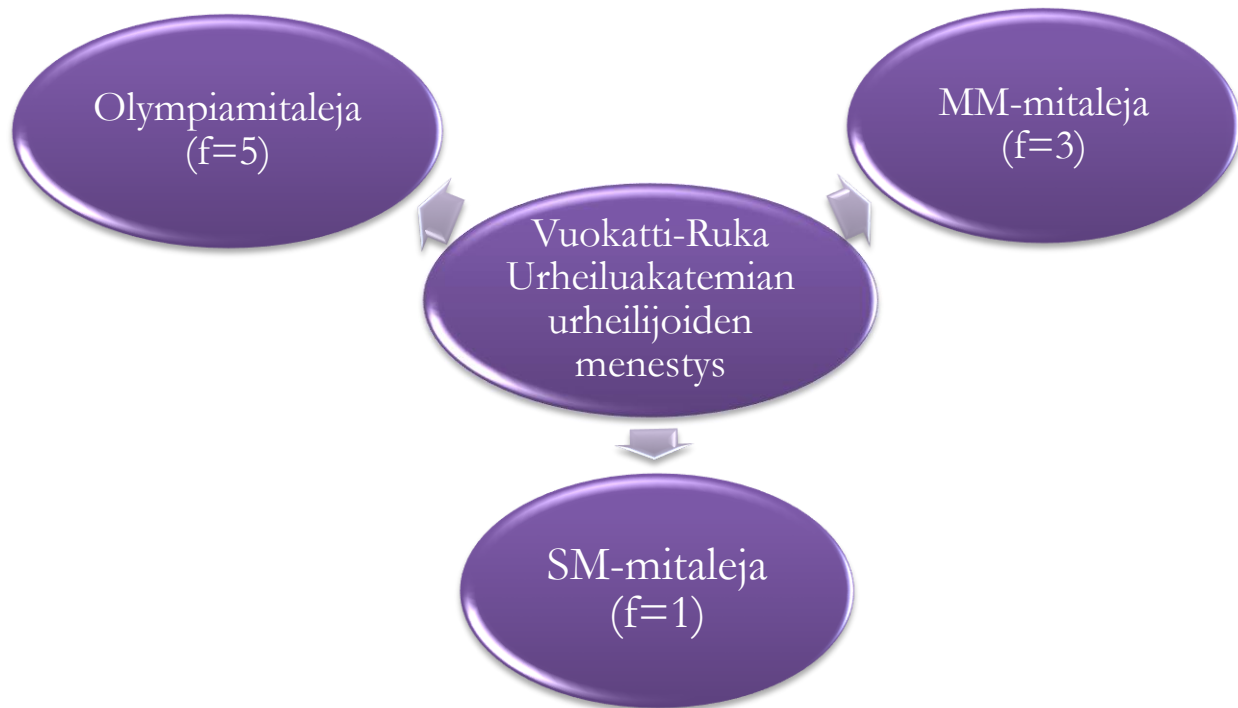 Olympiamitaleja
(f=5)
MM-mitaleja
(f=3)
Vuokatti-Ruka
Urheiluakatemian
urheilijoiden
menestys
SM-mitaleja
(f=1)